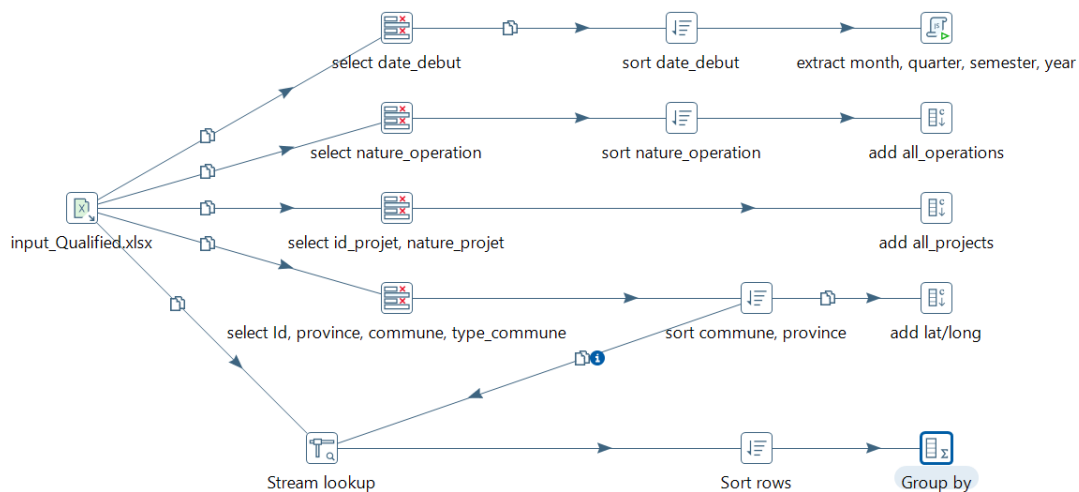 select date_debut
sort date_debut
extract month, quarter, semester, year
select nature_operation
sort nature_operation
add all_operations
input_Qualified.xlsx
select id_projet, nature_projet
add all_projects
select Id, province, commune, type_commune
sort commune, province
add lat/long
Stream lookup
Sort rows
Group by